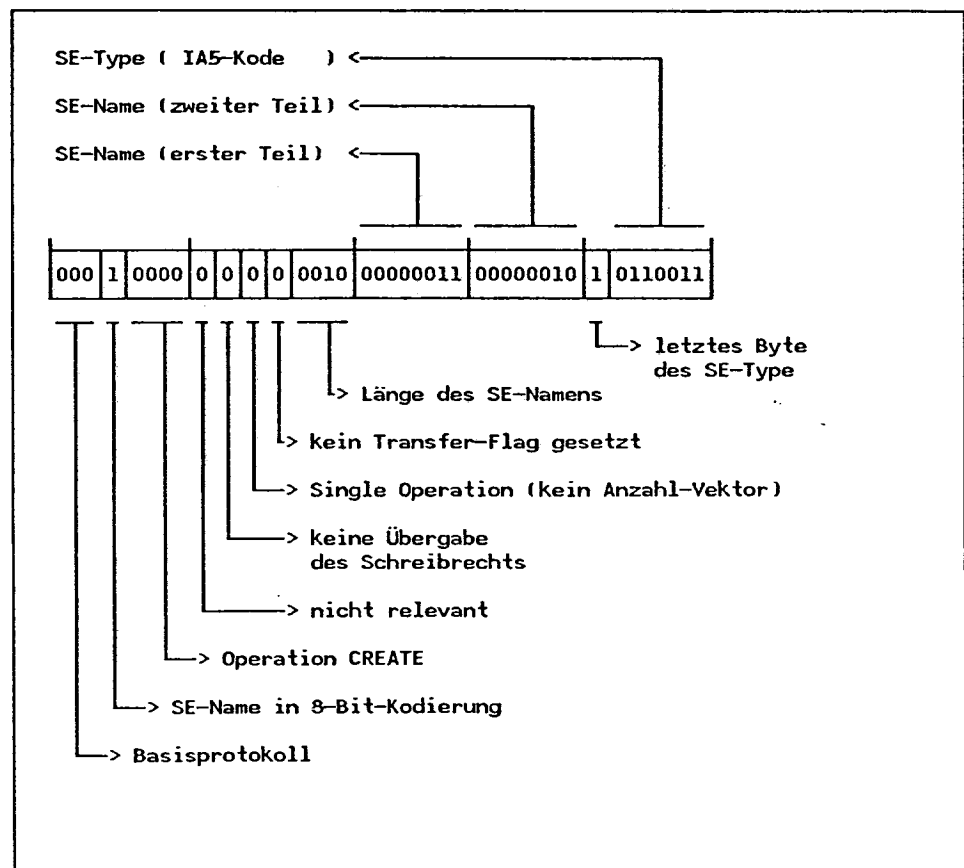 SE-Type ( IA5-Kode ) <
SE-Name (zweiter Teil) <
SE-Name (erster Teil) <
000 1 0000 0 0 0 0 0010 00000011 00000010 1 0110011
> letztes Byte
des SE-Type
> Länge des SE-Namens
> kein Transfer-Flag gesetzt
> Single Operation (kein Anzahl-Vektor)
> keine Übergabe
des Schreibrechts
> nicht relevant
> Operation CREATE
> SE-Name in 8-Bit-Kodierung
> Basisprotokoll